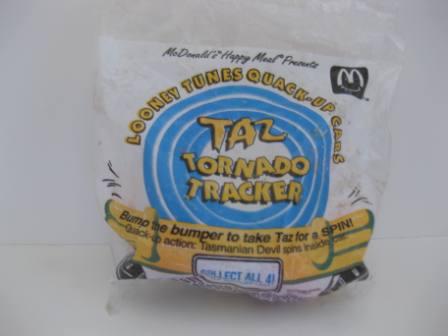 McDonald's® Happy Meal® Presents
LOONEY TUNES QUACK-UP CARS
TAZ
TORNADO
TRACKER
Bump the bumper to take Taz for a SPIN!
Quack-up action: Tasmanian Devil spins inside car.
COLLECT ALL 4!